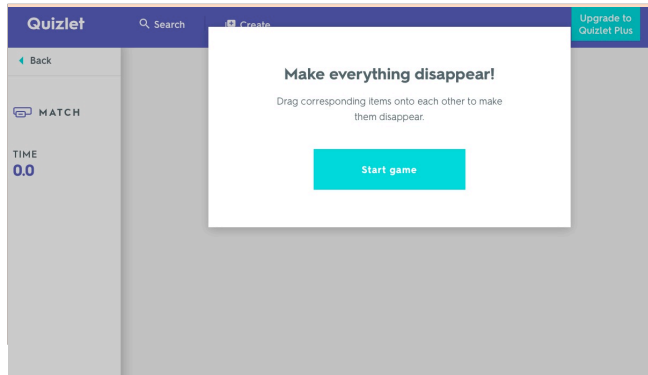 Quizlet
Search
Create
Upgrade to
Quizlet Plus
Back
Make everything disappear!
Drag corresponding items onto each other to make
them disappear.
MATCH
TIME
0.0
Start game